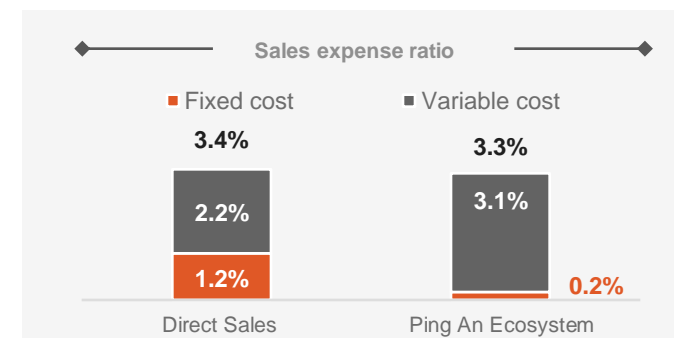 Sales expense ratio
Fixed cost
Variable cost
3.4%
3.3%
2.2%
3.1%
1.2%
0.2%
Direct Sales
Ping An Ecosystem